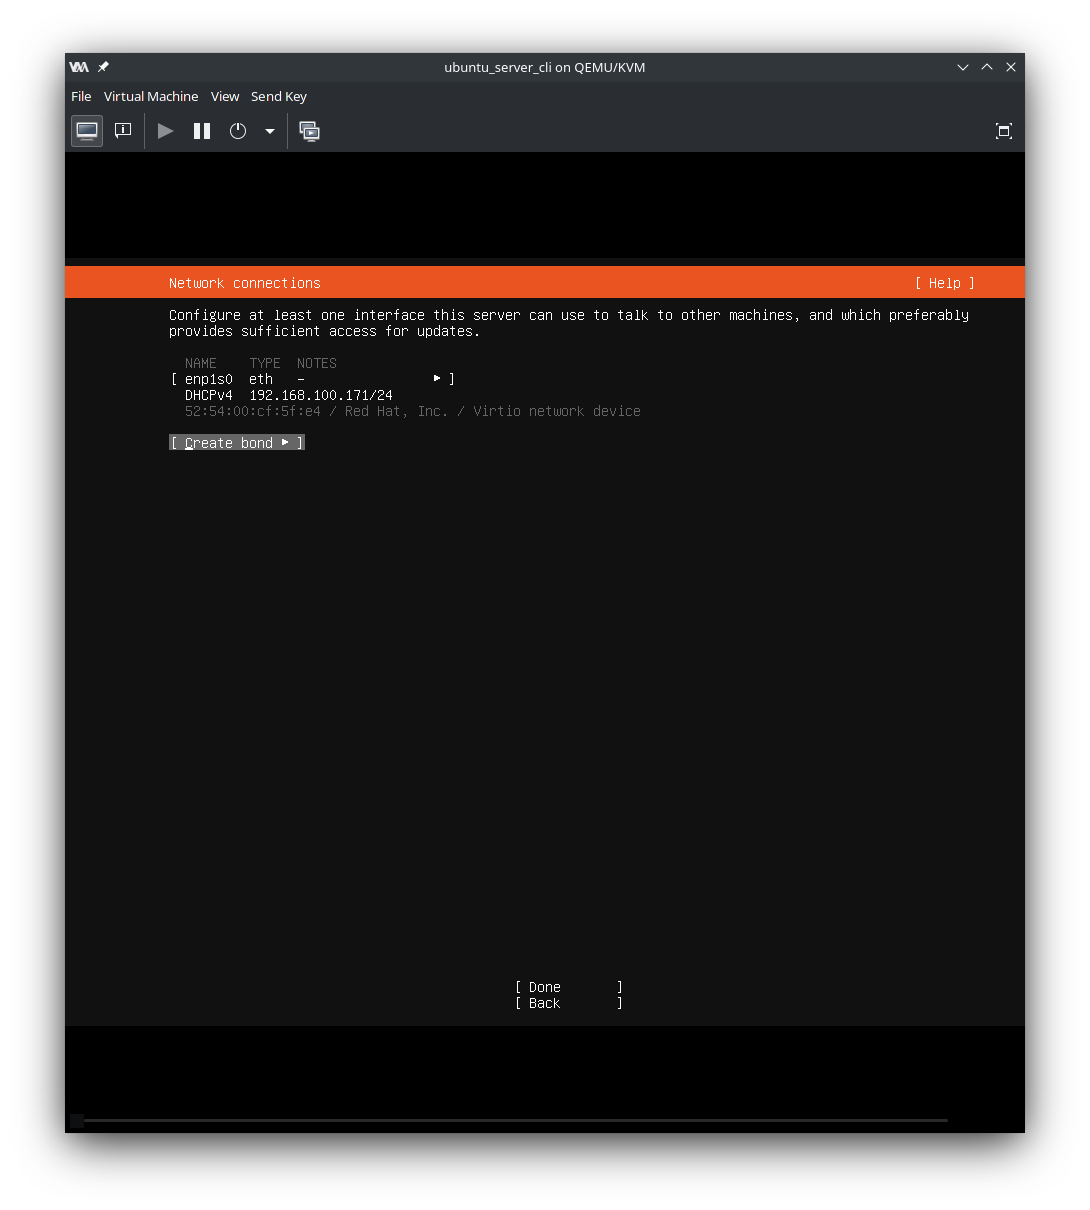 ubuntu_server_cli on QEMU/KVM
File Virtual Machine View Send Key
Network connections [ Help ]
Configure at least one interface this server can use to talk to other machines, and which preferably
provides sufficient access for updates.
NAME TYPE NOTES
[ enp1s0 eth – ▸ ]
DHCPv4 192.168.100.171/24
52:54:00:cf:5f:e4 / Red Hat, Inc. / Virtio network device
[ Create bond ▸ ]
[ Done ]
[ Back ]